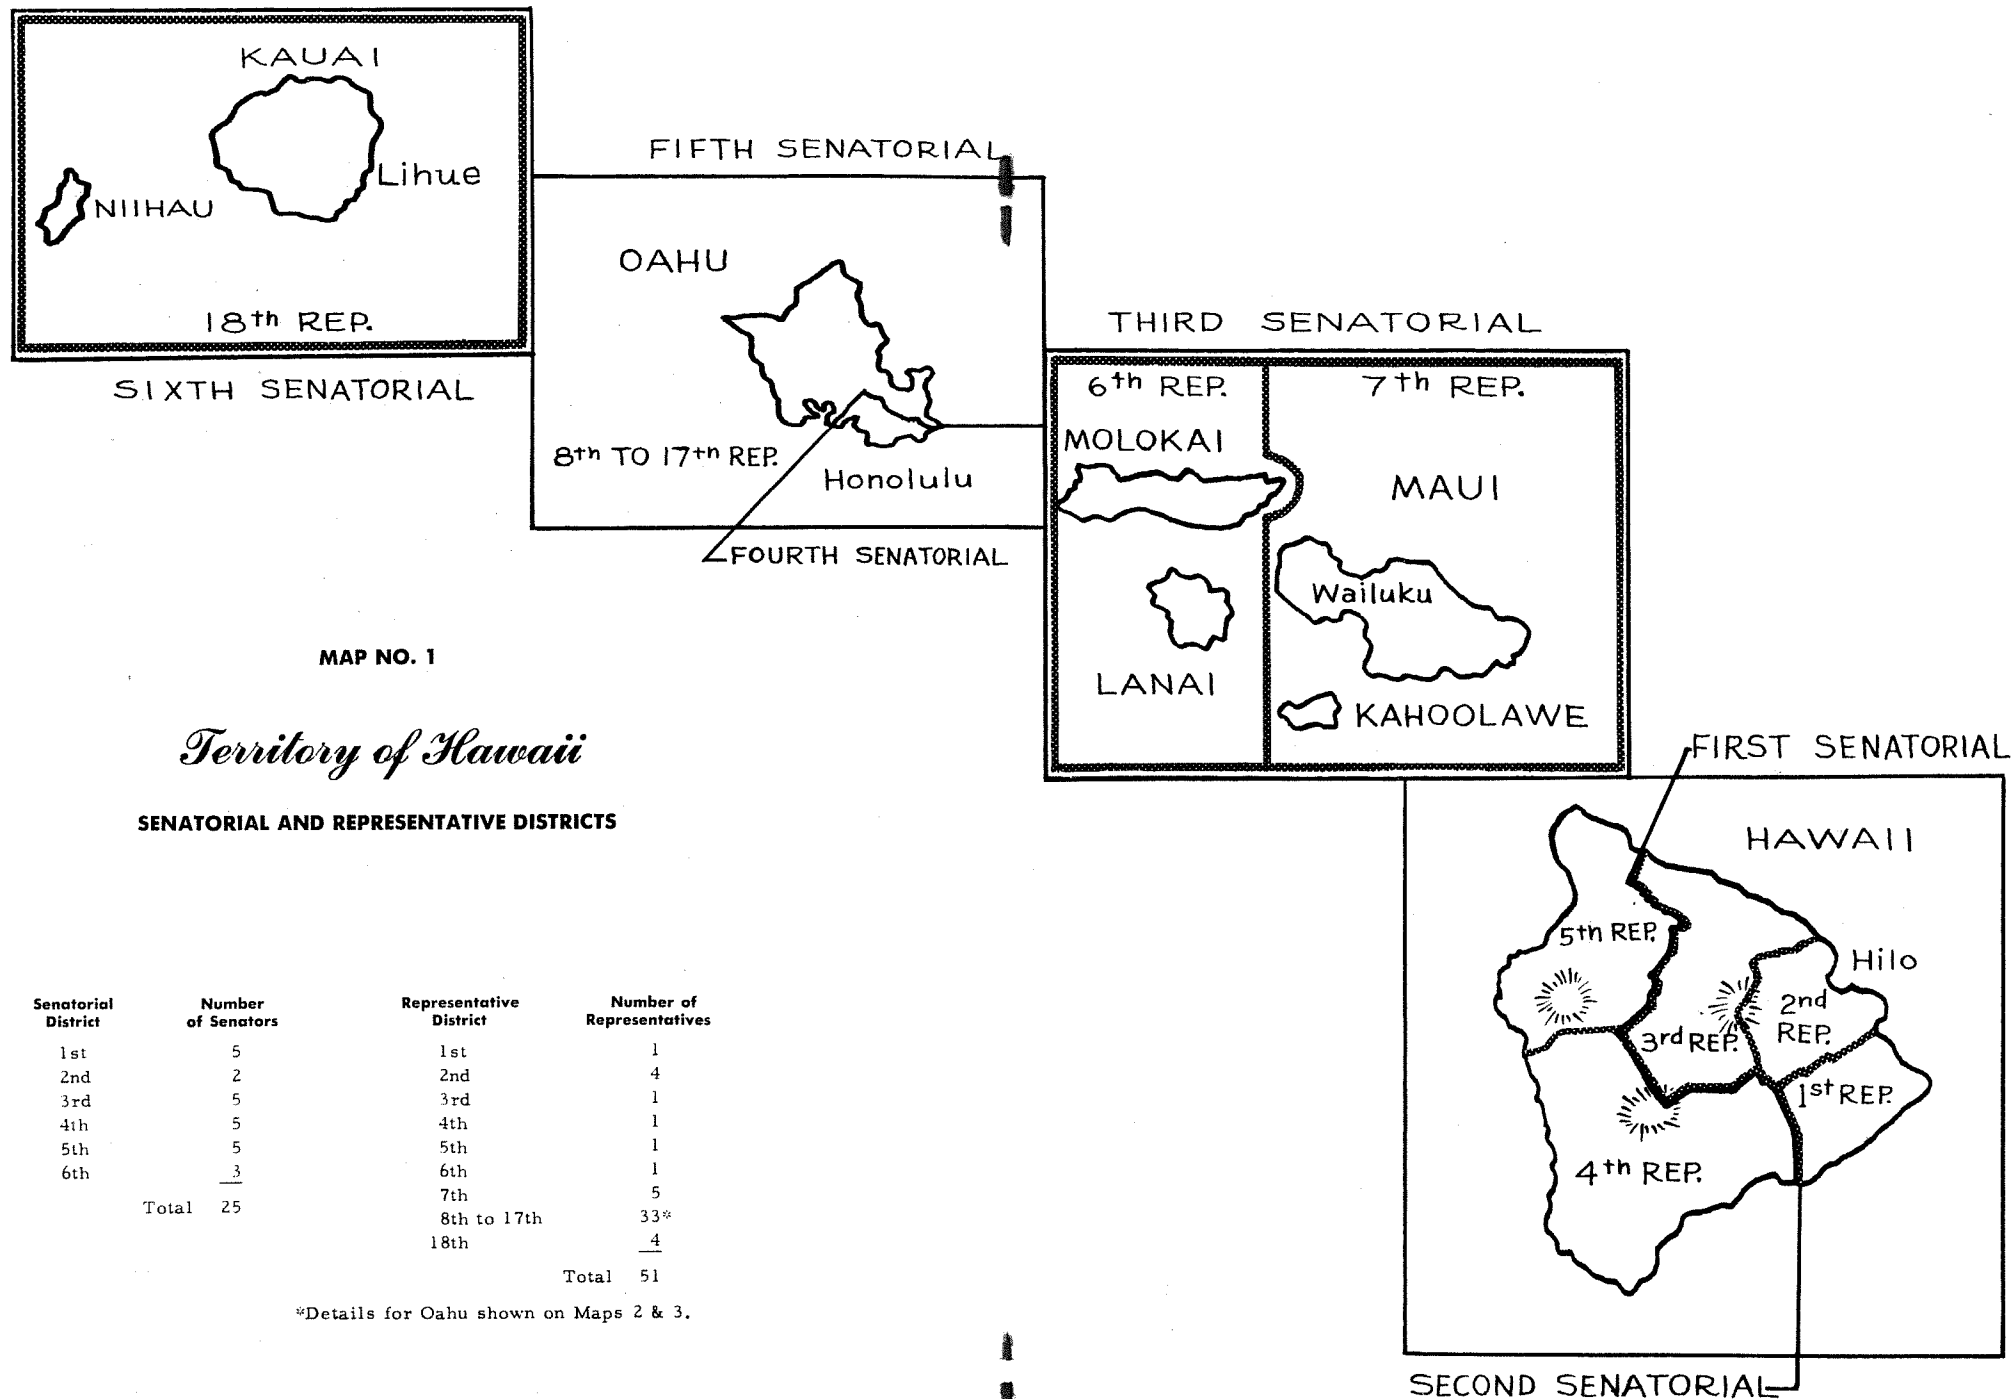 KAUAI
Lihue
NIIHAU
18th REP.
SIXTH SENATORIAL
FIFTH SENATORIAL
OAHU
8th TO 17th REP.
Honolulu
FOURTH SENATORIAL
THIRD SENATORIAL
6th REP.
7th REP.
MOLOKAI
MAUI
Wailuku
LANAI
KAHOOLAWE
FIRST SENATORIAL
HAWAII
5th REP.
Hilo
2nd
REP.
3rd REP.
1st REP.
4th REP.
SECOND SENATORIAL
MAP NO. 1
Territory of Hawaii
SENATORIAL AND REPRESENTATIVE DISTRICTS
Senatorial District Number of Senators
1st 5
2nd 2
3rd 5
4th 5
5th 5
6th 3
Total 25
Representative District Number of Representatives
1st 1
2nd 4
3rd 1
4th 1
5th 1
6th 1
7th 5
8th to 17th 33*
18th 4
Total 51
*Details for Oahu shown on Maps 2 & 3.